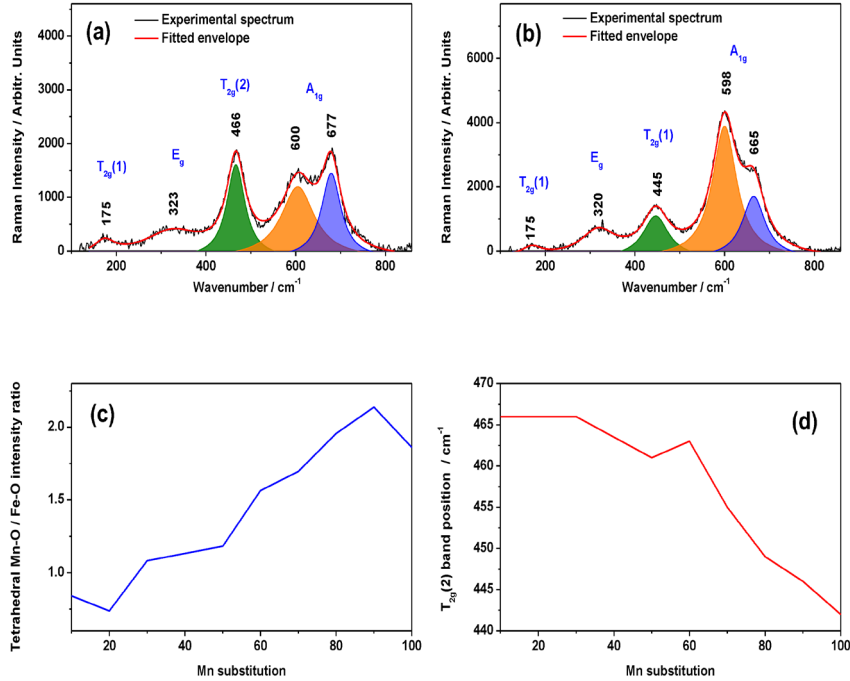 (a)
Experimental spectrum
Fitted envelope
Raman Intensity / Arbitr. Units
4000
3000
2000
1000
0
T2g(1)
175
Eg
323
T2g(2)
466
A1g
600
677
200
400
600
800
Wavenumber / cm-1
(b)
Experimental spectrum
Fitted envelope
Raman Intensity / Arbitr. Units
6000
4000
2000
0
T2g(1)
175
Eg
320
T2g(1)
445
A1g
598
665
200
400
600
800
Wavenumber / cm-1
(c)
Tetrahedral Mn-O / Fe-O intensity ratio
2.0
1.5
1.0
20
40
60
80
100
Mn substitution
(d)
T2g(2) band position / cm-1
470
465
460
455
450
445
440
20
40
60
80
100
Mn substitution